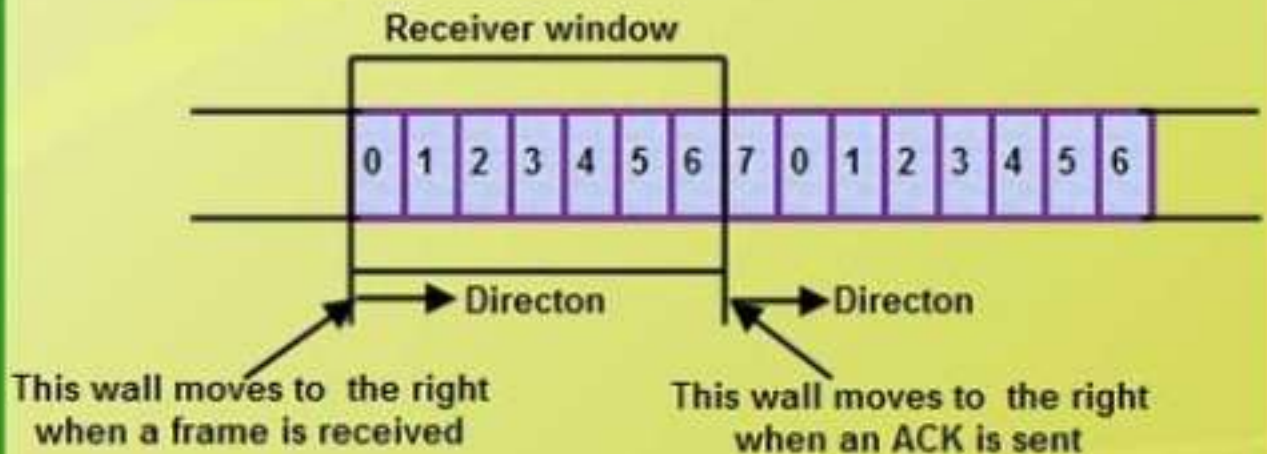 Receiver window
0 1 2 3 4 5 6 7 0 1 2 3 4 5 6
Directon Directon
This wall moves to the right
when a frame is received
This wall moves to the right
when an ACK is sent